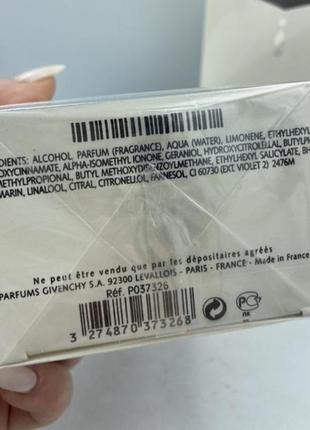 DIENTS: ALCOHOL, PARFUM (FRAGRANCE), AQUA (WATER), LIMONENE, ETHYLHEXYL
OXYCINNAMATE, ALPHA-ISOMETHYL IONONE, GERANIOL, HYDROXYCITRONELLAL, BUTYLPH
METHYLPROPIONAL, BUTYL METHOXYDIBENZOYLMETHANE, ETHYLHEXYL SALICYLATE, BH
MARIN, LINALOOL, CITRAL, CITRONELLOL, FARNESOL, CI 60730 (EXT. VIOLET 2) 2476M
Ne peut être vendu que par les dépositaires agréés
PARFUMS GIVENCHY S.A. 92300 LEVALLOIS - PARIS - FRANCE - Made in France
Réf. P037326
3 274870 373268